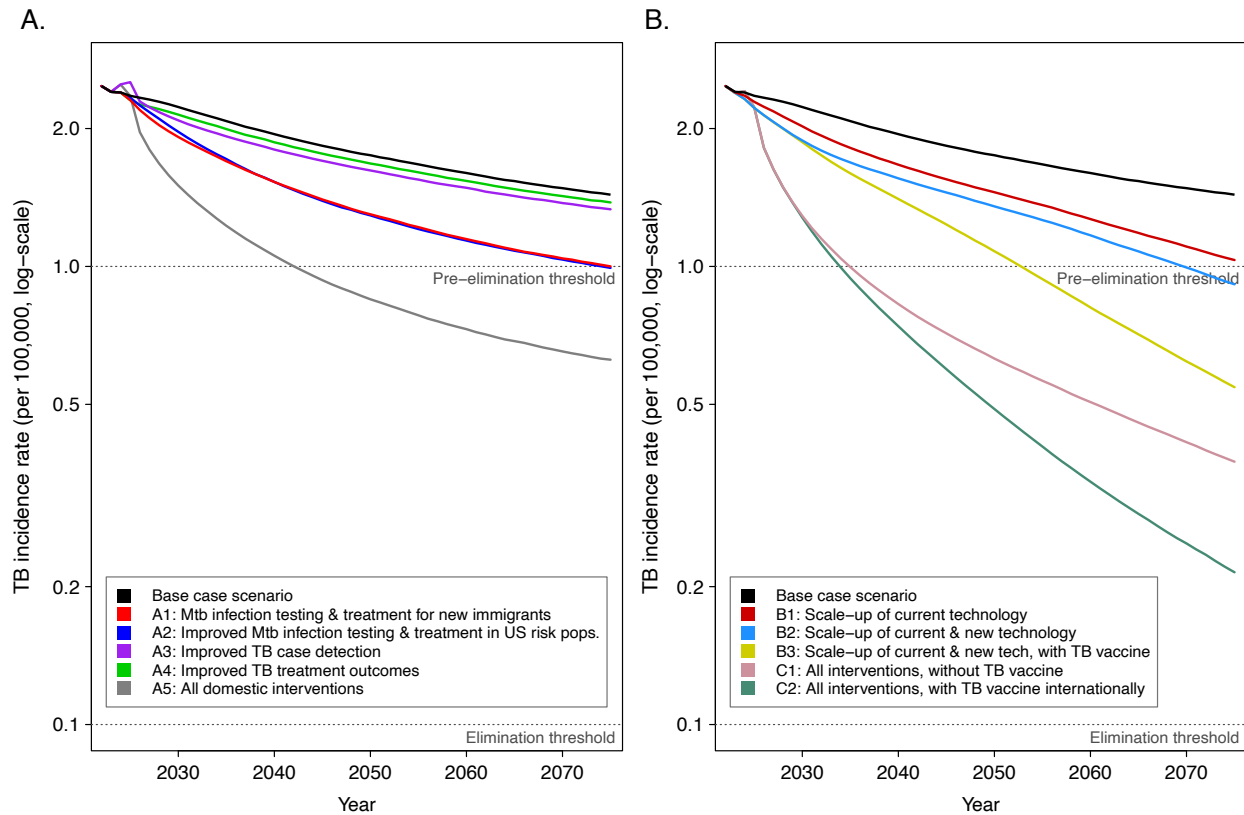 A.
TB incidence rate (per 100,000, log−scale)
2.0
1.0
0.5
0.2
0.1
Pre−elimination threshold
Base case scenario
A1: Mtb infection testing & treatment for new immigrants
A2: Improved Mtb infection testing & treatment in US risk pops.
A3: Improved TB case detection
A4: Improved TB treatment outcomes
A5: All domestic interventions
Elimination threshold
2030
2040
2050
2060
2070
Year
B.
TB incidence rate (per 100,000, log−scale)
2.0
1.0
0.5
0.2
0.1
Pre−elimination threshold
Base case scenario
B1: Scale−up of current technology
B2: Scale−up of current & new technology
B3: Scale−up of current & new tech, with TB vaccine
C1: All interventions, without TB vaccine
C2: All interventions, with TB vaccine internationally
Elimination threshold
2030
2040
2050
2060
2070
Year